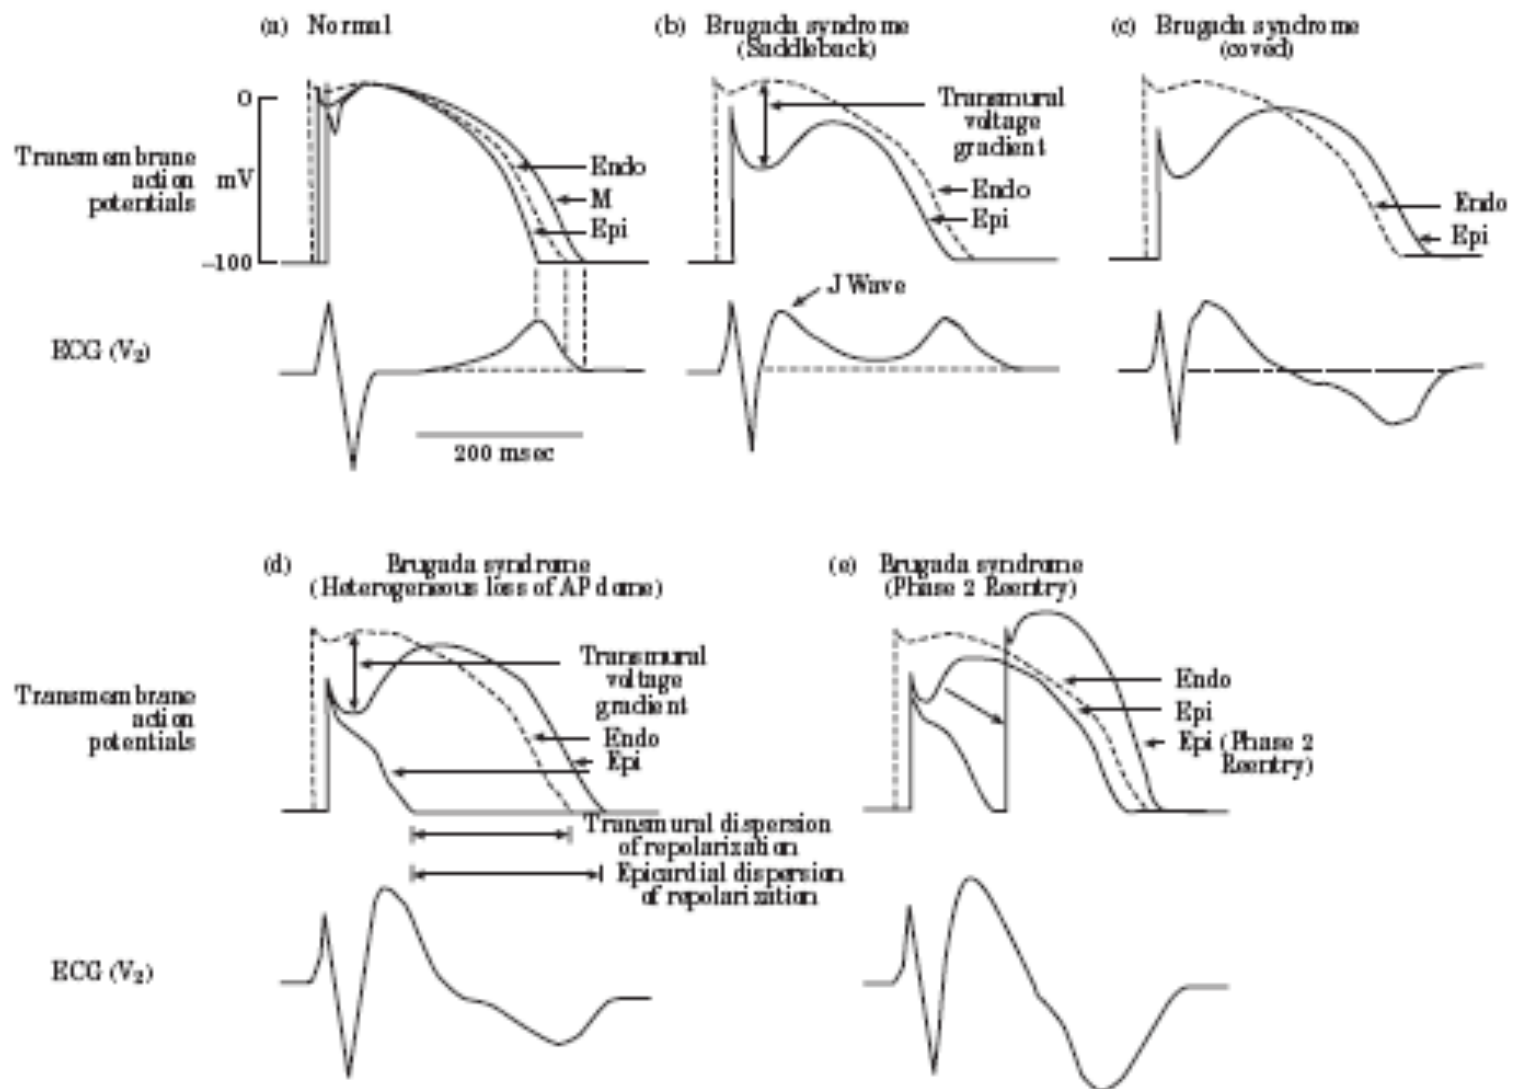 (a) Normal
(b) Brugada syndrome
(Saddleback)
(c) Brugada syndrome
(coved)
0
Transmembrane
action
potentials
mV
-100
Endo
M
Epi
Transmural
voltage
gradient
Endo
Epi
Endo
Epi
J Wave
ECG (V2)
200 msec
(d) Brugada syndrome
(Heterogeneous loss of AP dome)
(e) Brugada syndrome
(Phase 2 Reentry)
Transmembrane
action
potentials
Transmural
voltage
gradient
Endo
Epi
Endo
Epi
Epi (Phase 2
Reentry)
Transmural dispersion
of repolarization
Epicardial dispersion
of repolarization
ECG (V2)